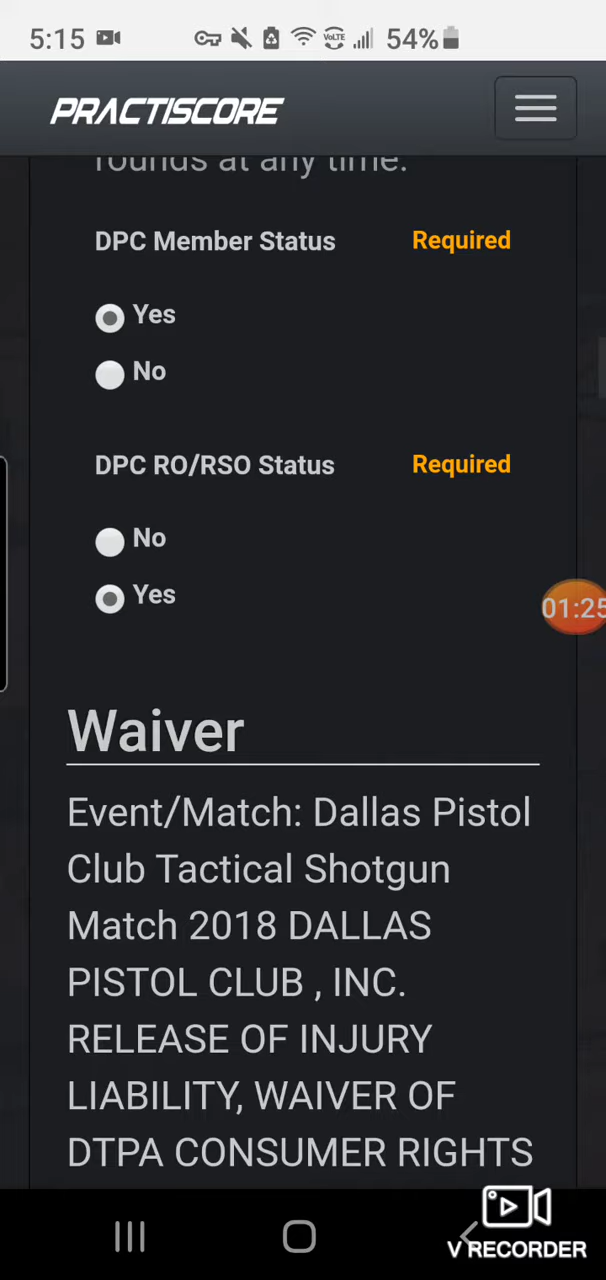 5:15 VoLTE 54%
PRACTISCORE
rounds at any time.
DPC Member Status Required
Yes
No
DPC RO/RSO Status Required
No
Yes
01:25
Waiver
Event/Match: Dallas Pistol
Club Tactical Shotgun
Match 2018 DALLAS
PISTOL CLUB , INC.
RELEASE OF INJURY
LIABILITY, WAIVER OF
DTPA CONSUMER RIGHTS
V RECORDER